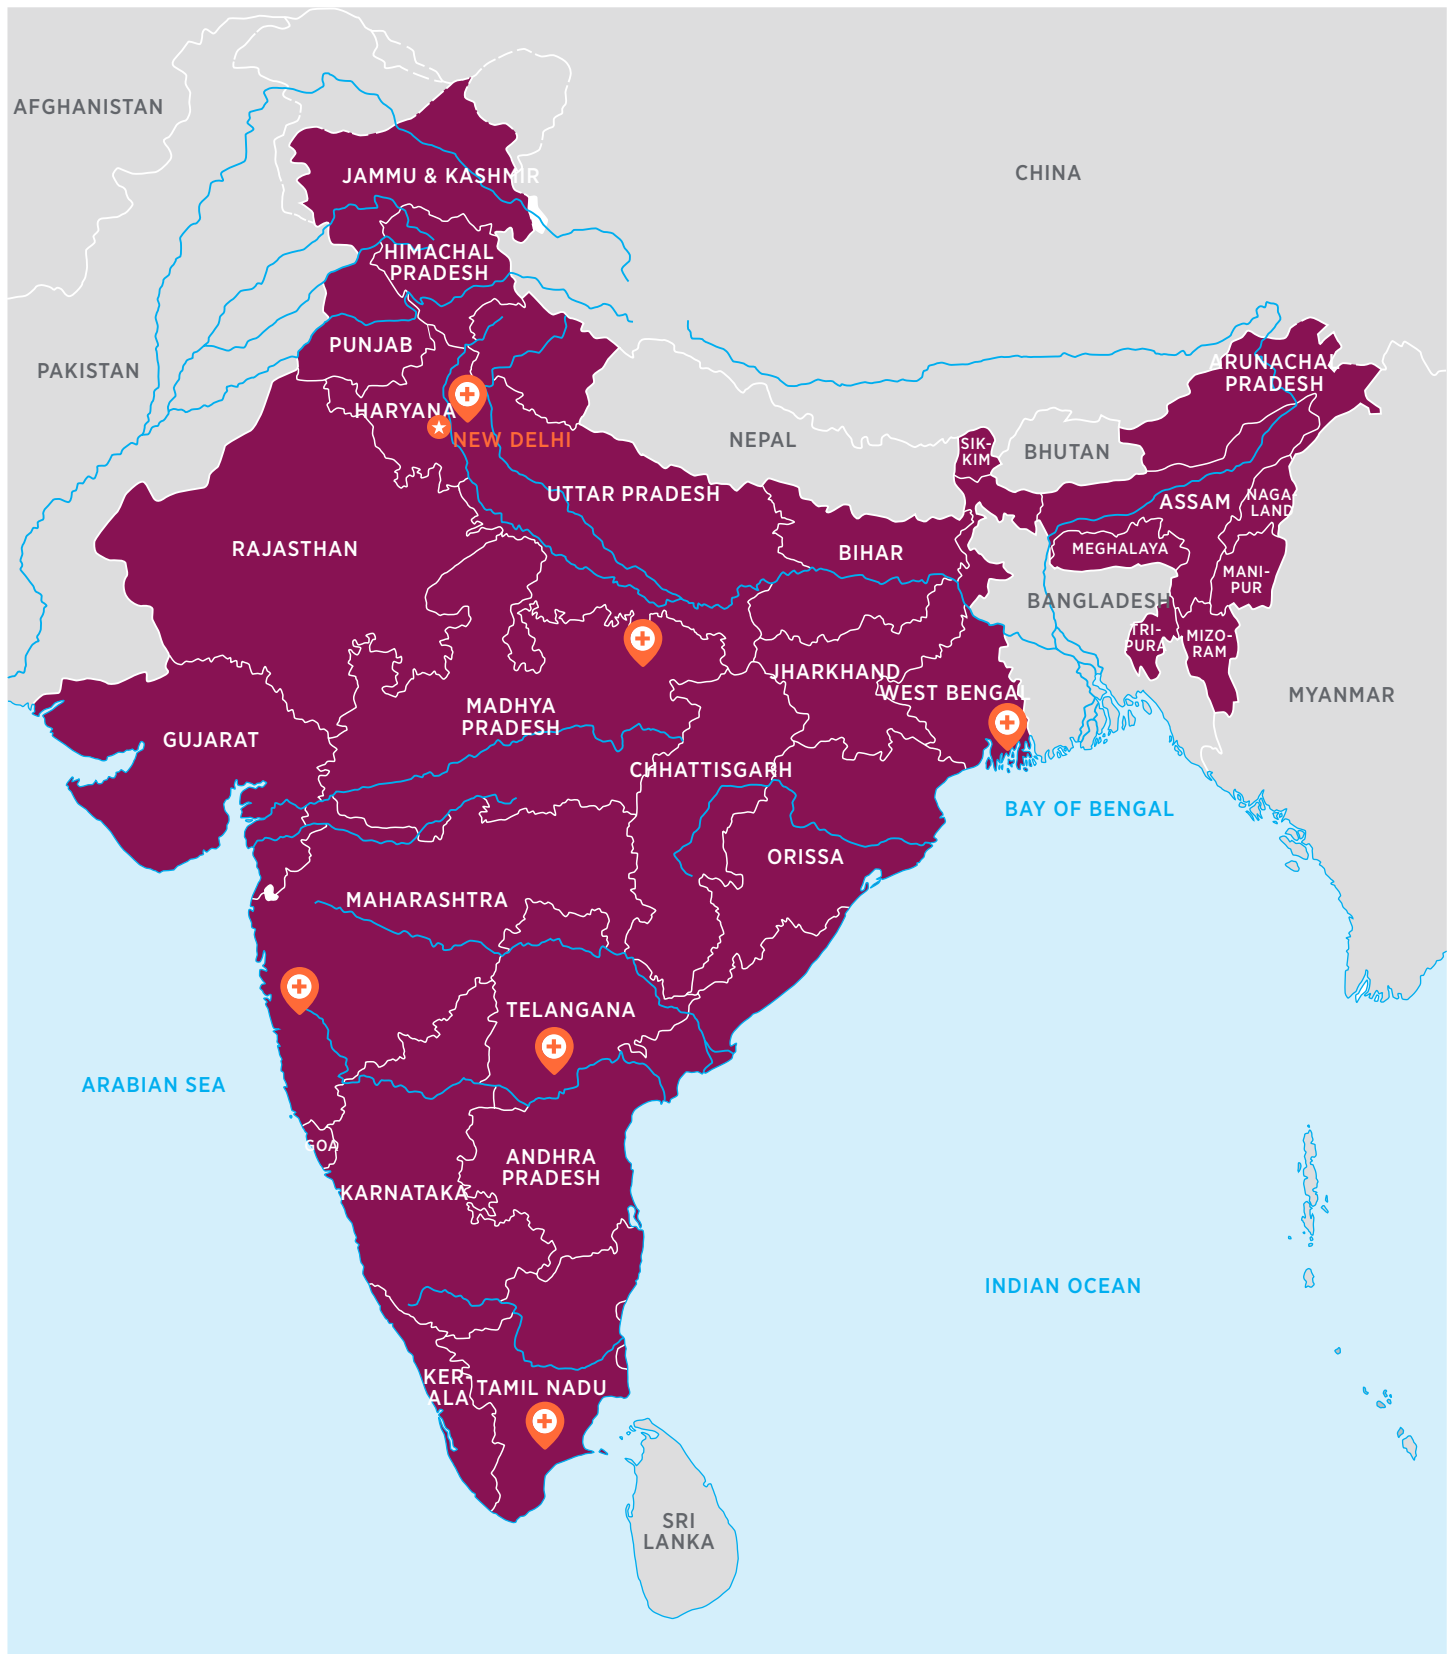 AFGHANISTAN
CHINA
JAMMU & KASHMIR
HIMACHAL
PRADESH
PUNJAB
PAKISTAN
ARUNACHAL
PRADESH
HARYANA
NEW DELHI
NEPAL
SIK-
KIM
BHUTAN
UTTAR PRADESH
ASSAM
NAGA-
LAND
RAJASTHAN
BIHAR
MEGHALAYA
MANI-
PUR
BANGLADESH
TRI-
PURA
MIZO-
RAM
JHARKHAND
WEST BENGAL
MYANMAR
MADHYA
PRADESH
GUJARAT
CHHATTISGARH
BAY OF BENGAL
ORISSA
MAHARASHTRA
TELANGANA
ARABIAN SEA
GOA
ANDHRA
PRADESH
KARNATAKA
INDIAN OCEAN
KER-
ALA
TAMIL NADU
SRI
LANKA